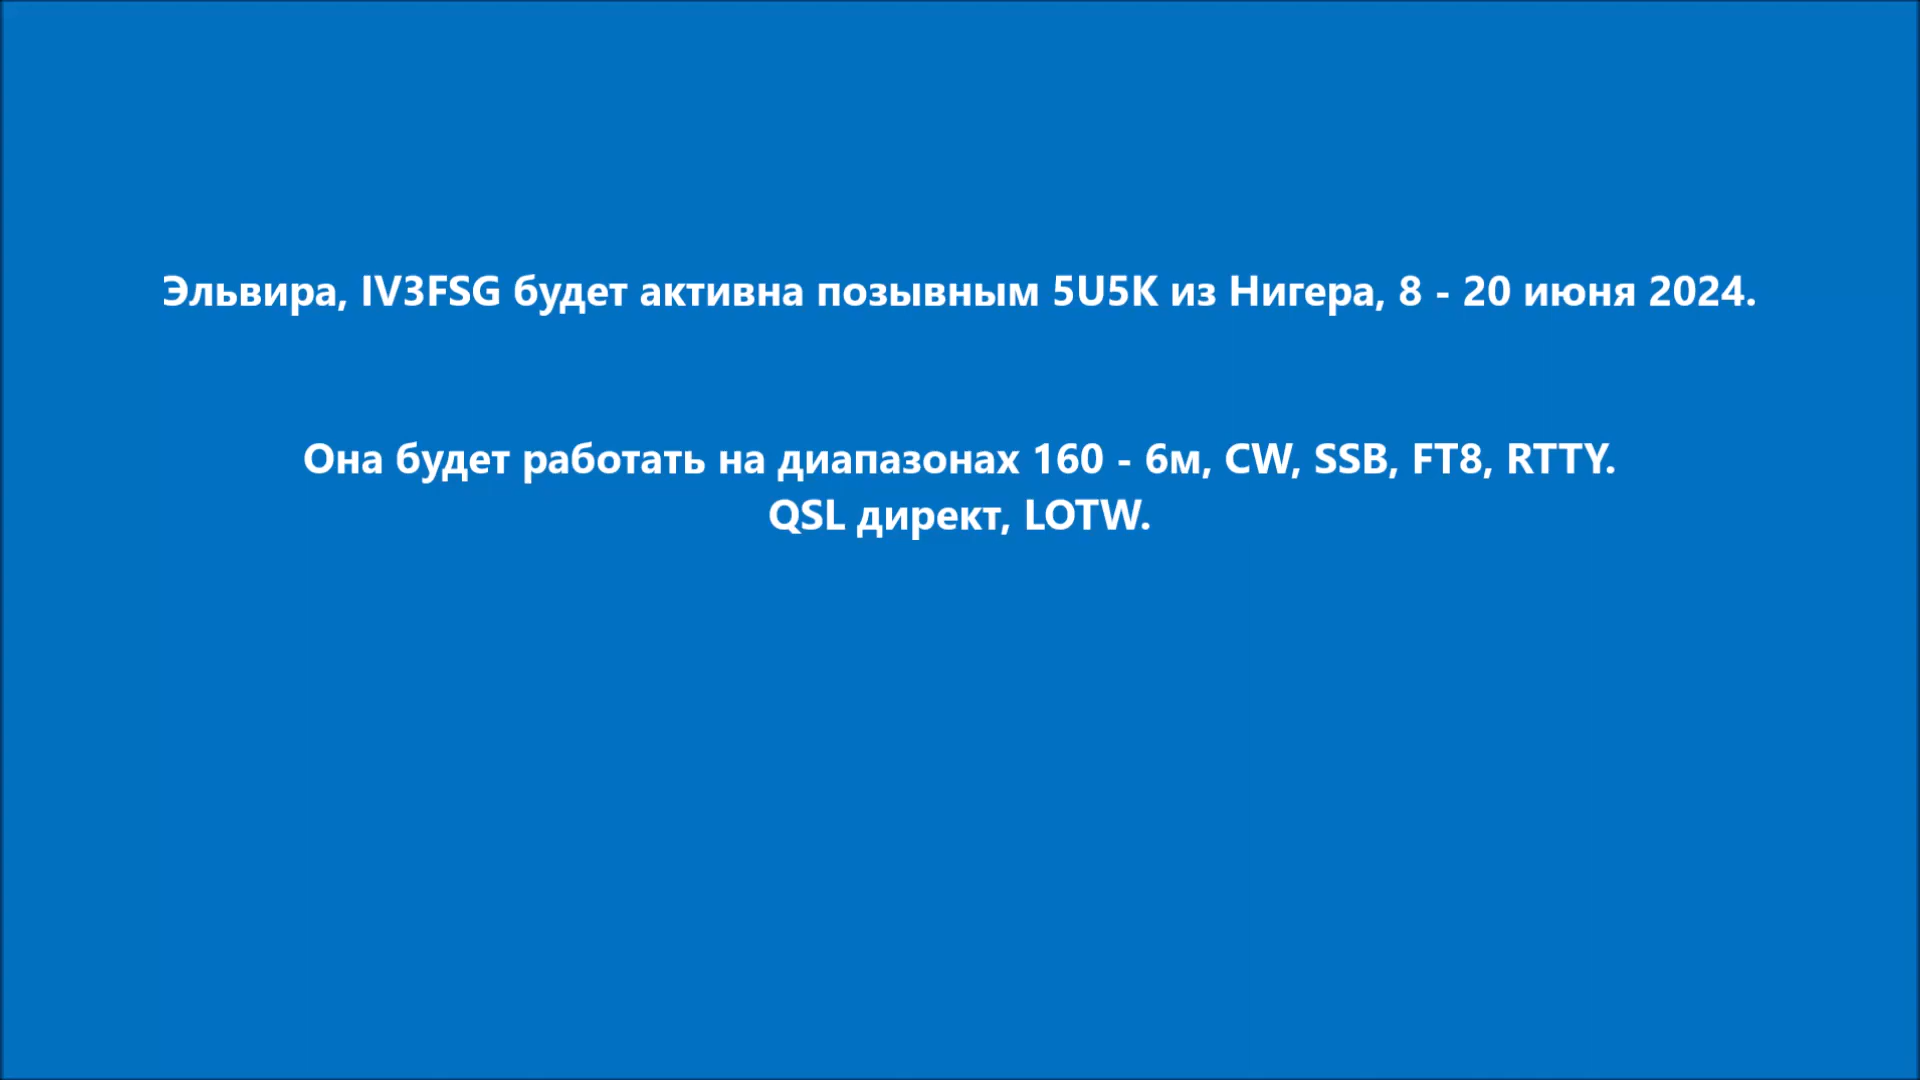 Эльвира, IV3FSG будет активна позывным 5U5K из Нигера, 8 - 20 июня 2024.
Она будет работать на диапазонах 160 - 6м, CW, SSB, FT8, RTTY.
QSL директ, LOTW.